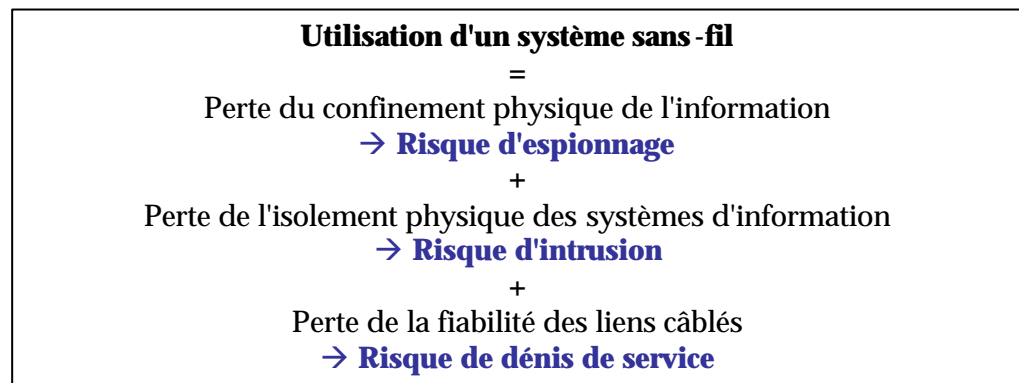 Utilisation d'un système sans-fil
=
Perte du confinement physique de l'information
→ Risque d'espionnage
+
Perte de l'isolement physique des systèmes d'information
→ Risque d'intrusion
+
Perte de la fiabilité des liens câblés
→ Risque de dénis de service